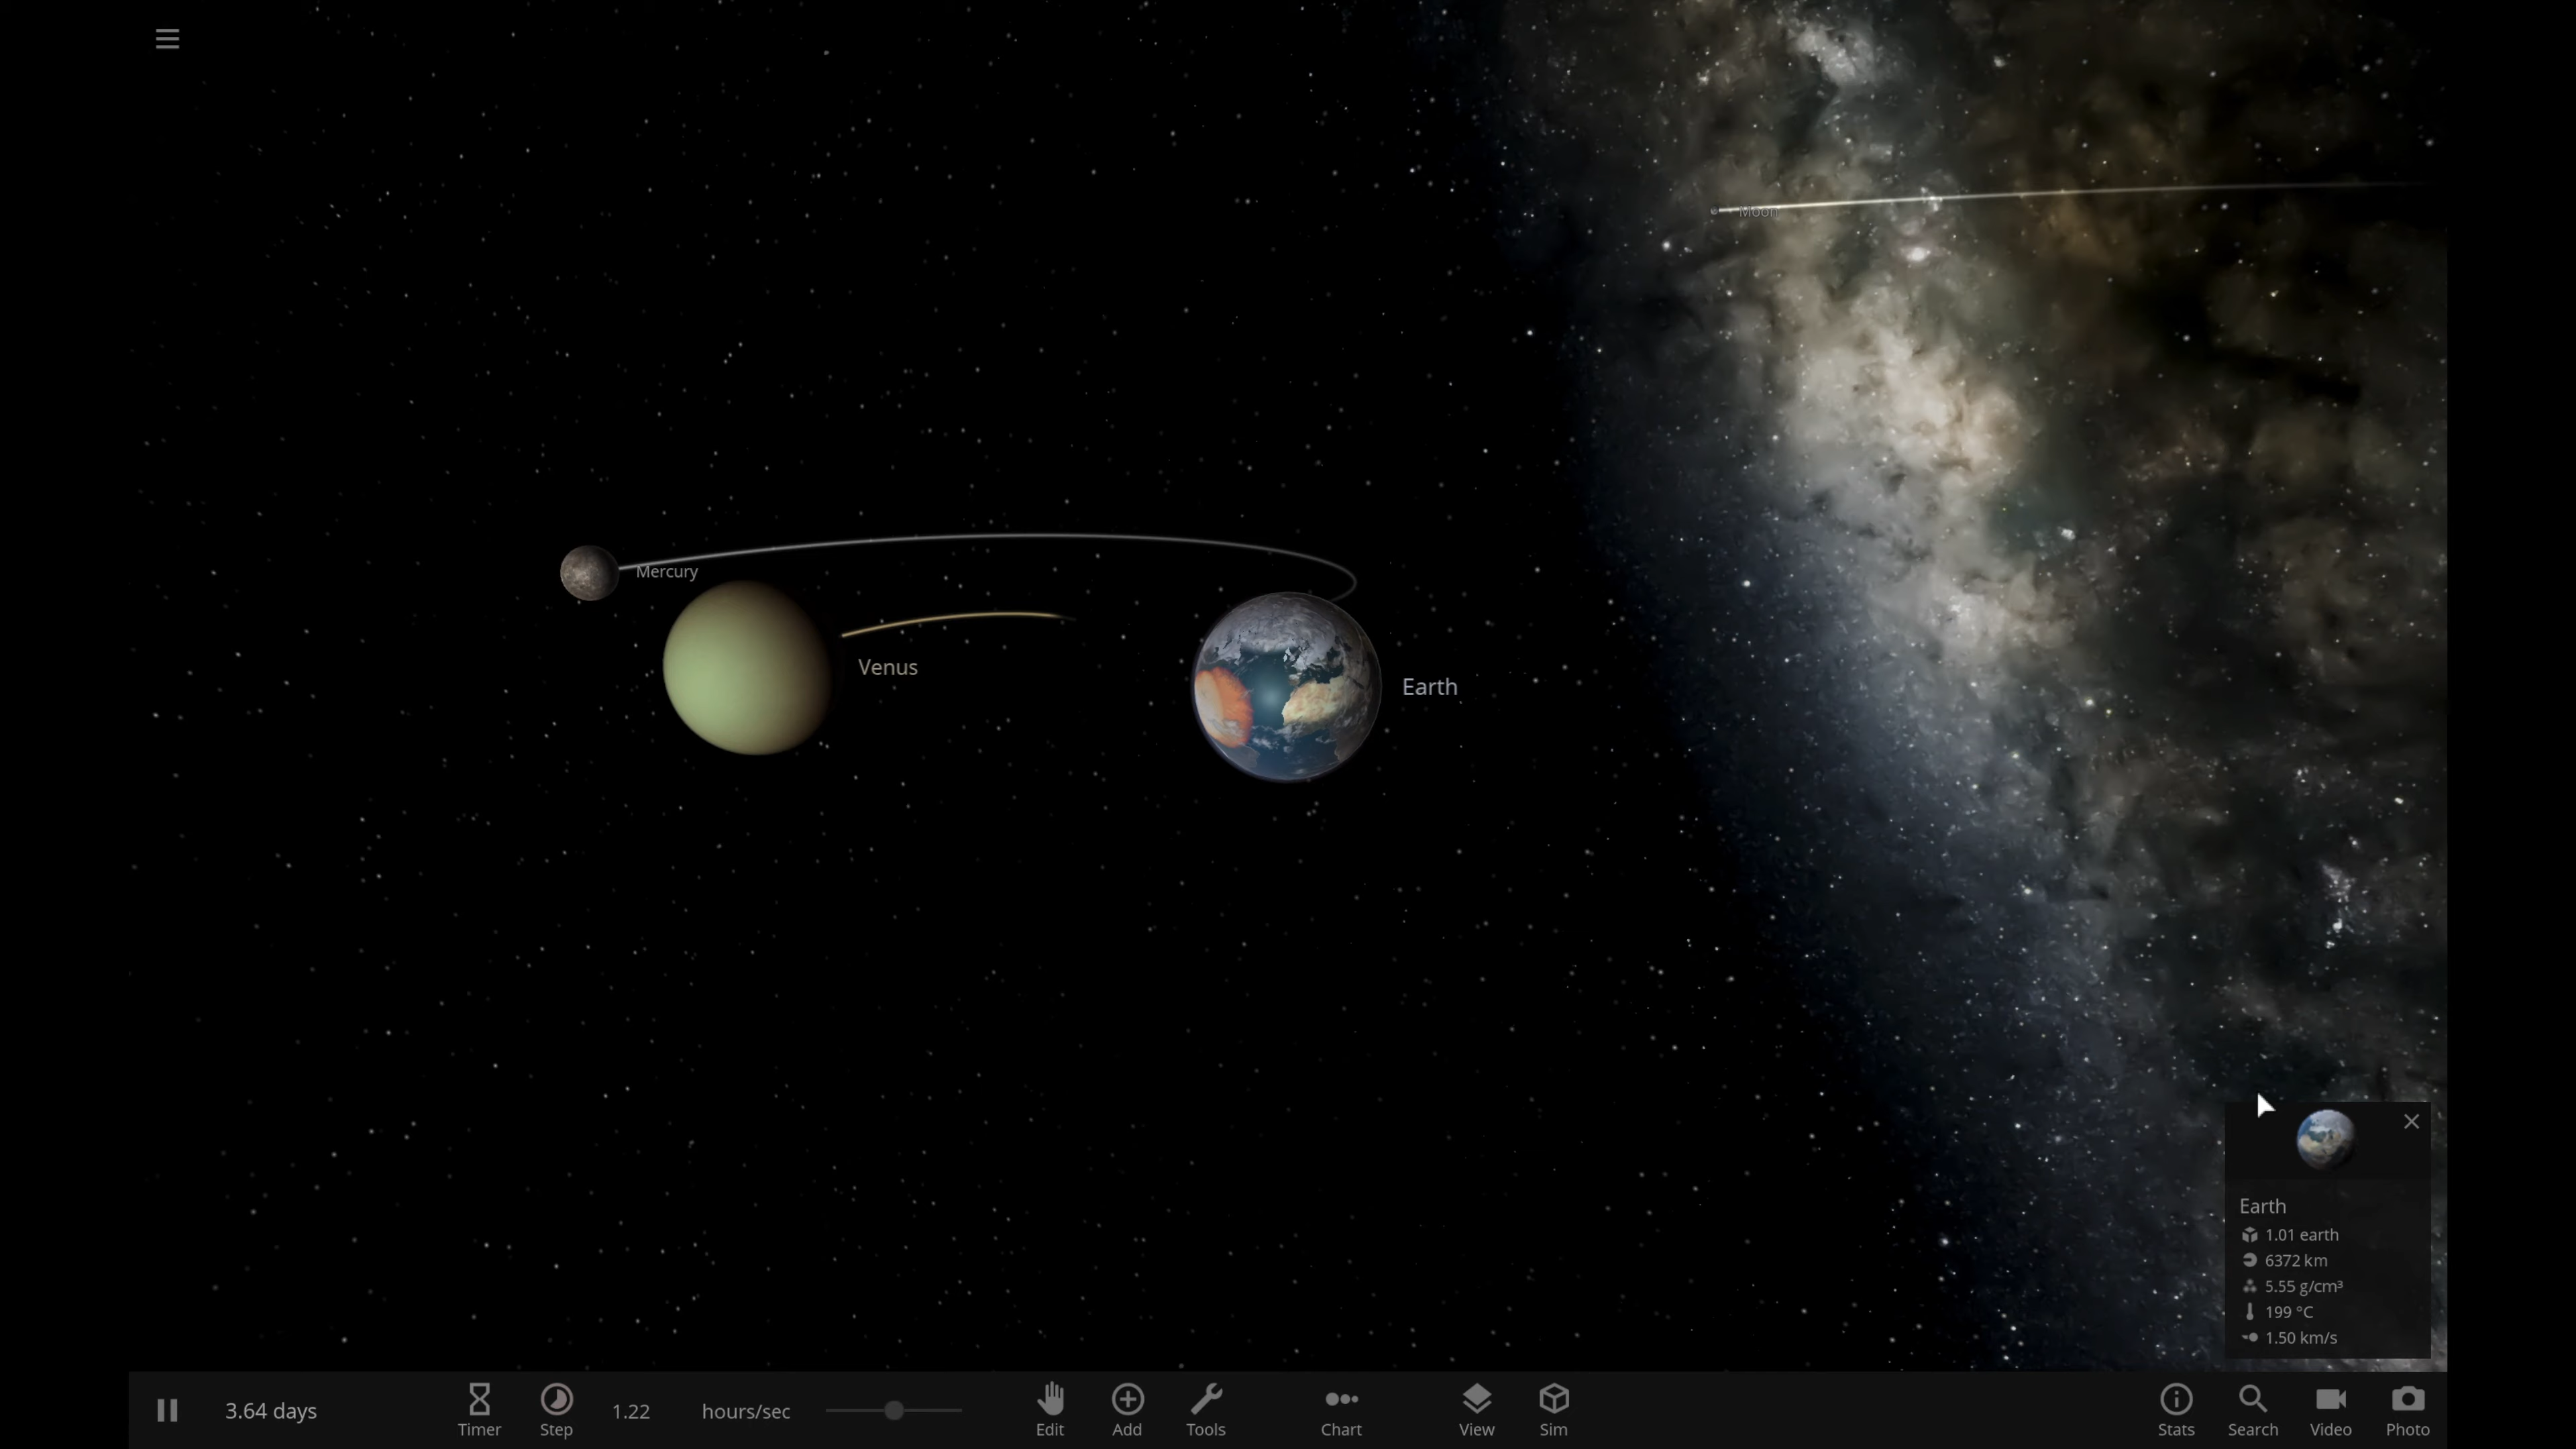 Moon
Mercury
Venus
Earth
Earth
1.01 earth
6372 km
5.55 g/cm³
199 °C
1.50 km/s
3.64 days
Timer
Step
1.22
hours/sec
Edit
Add
Tools
Chart
View
Sim
Stats
Search
Video
Photo